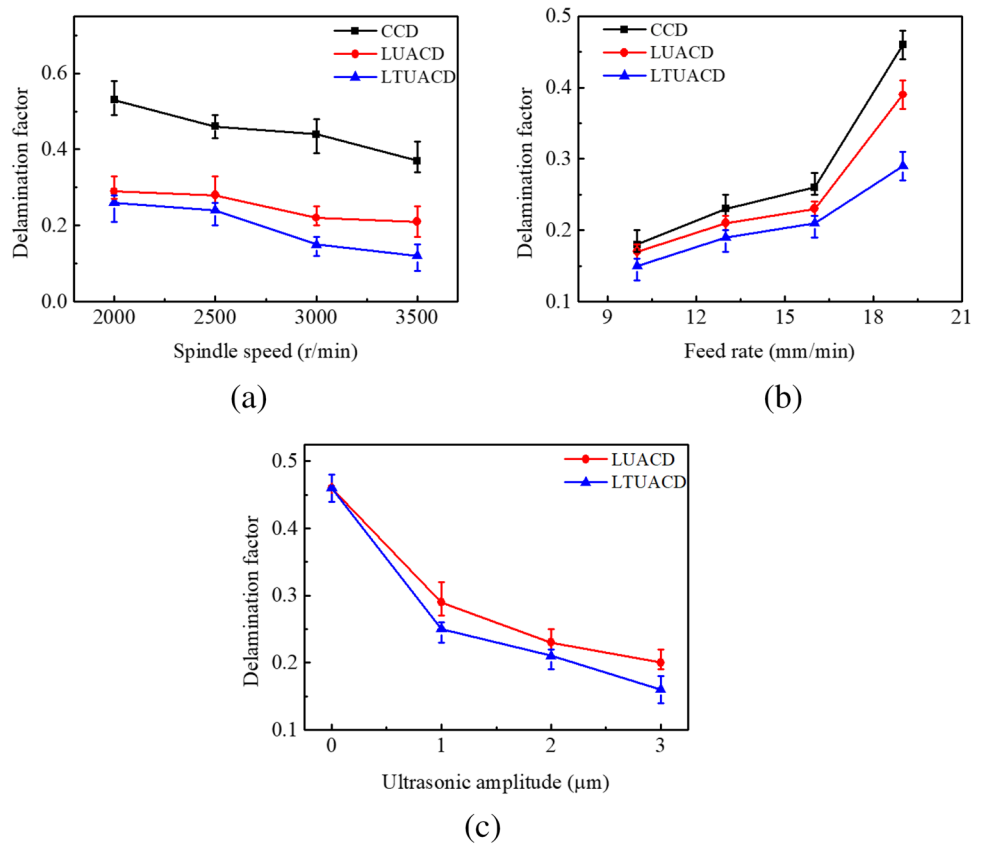 CCD
LUACD
LTUACD
0.6
0.4
0.2
0.0
Delamination factor
2000 2500 3000 3500
Spindle speed (r/min)
(a)
CCD
LUACD
LTUACD
0.5
0.4
0.3
0.2
0.1
Delamination factor
9 12 15 18 21
Feed rate (mm/min)
(b)
LUACD
LTUACD
0.5
0.4
0.3
0.2
0.1
Delamination factor
0 1 2 3
Ultrasonic amplitude (μm)
(c)